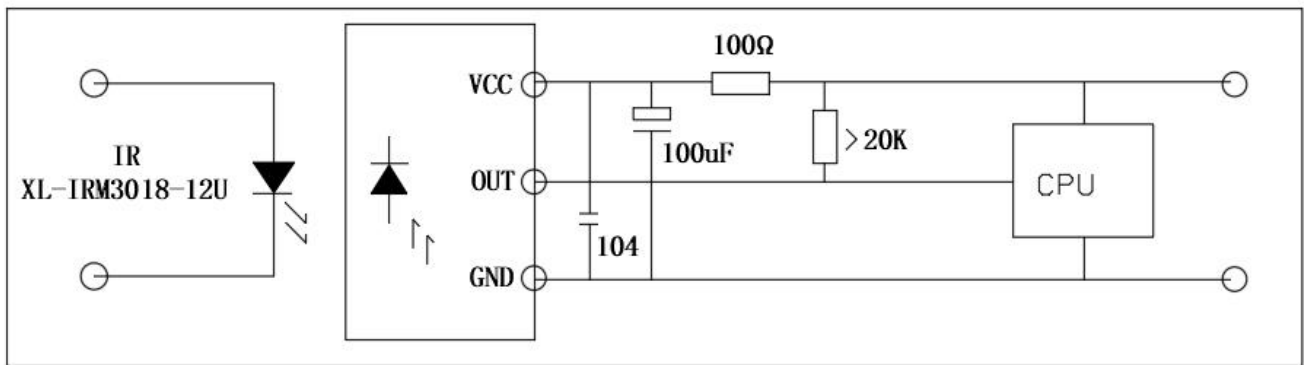 100Ω
VCC
IR
XL-IRM3018-12U
100uF
>20K
OUT
CPU
104
GND